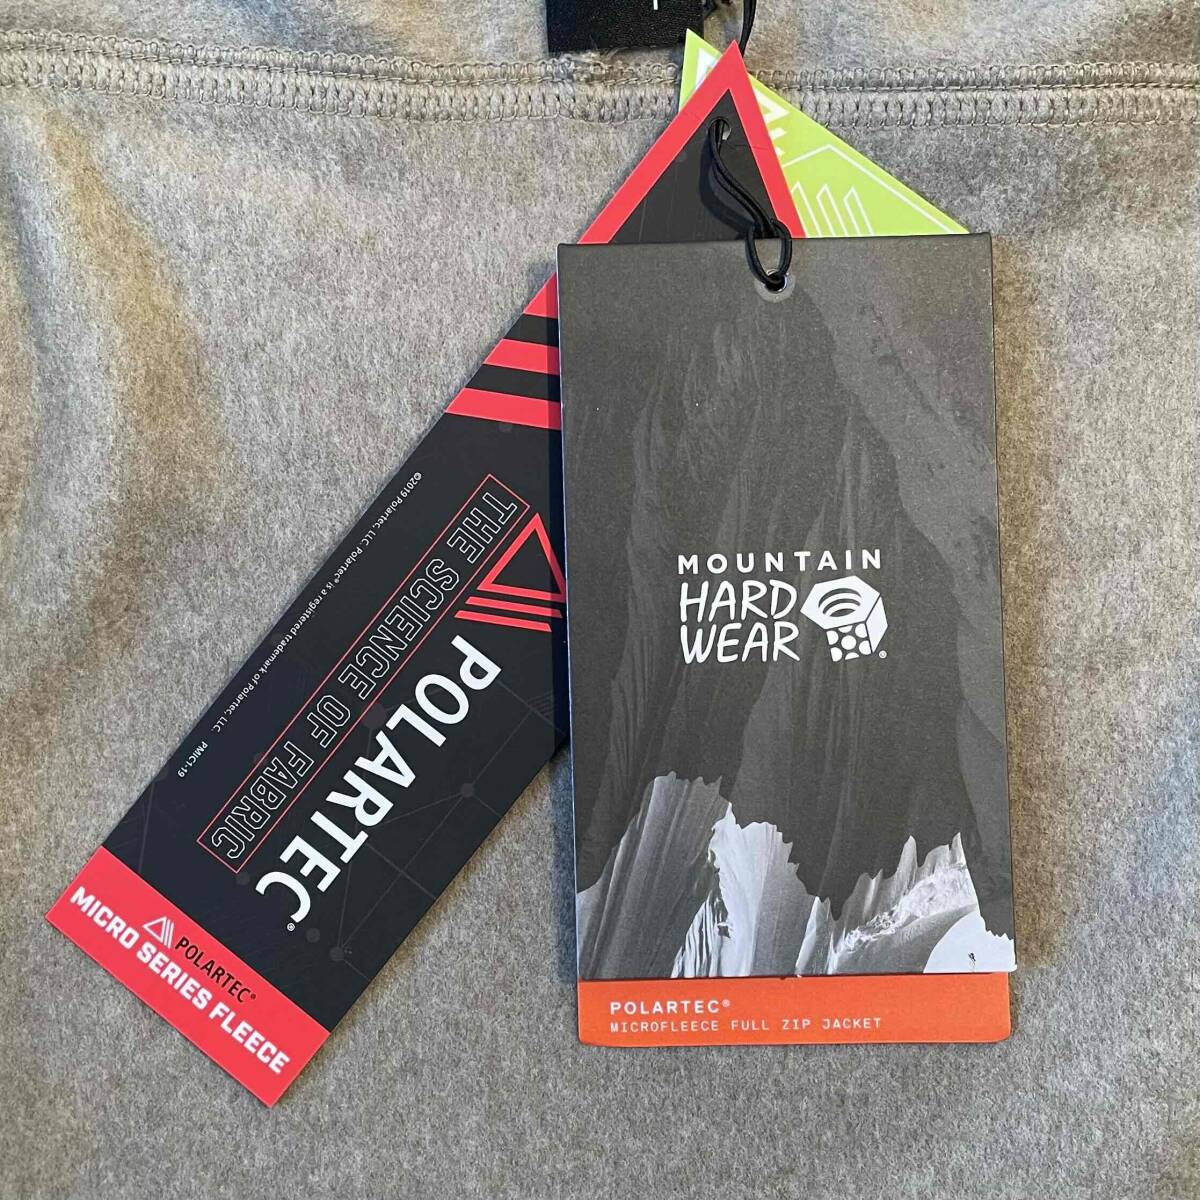 MOUNTAIN
HARD
WEAR®
POLARTEC®
MICROFLEECE FULL ZIP JACKET
POLARTEC®
THE SCIENCE OF FABRIC
©2019 Polartec, LLC. Polartec® is a registered trademark of Polartec, LLC. PMIC1-19
POLARTEC®
MICRO SERIES FLEECE